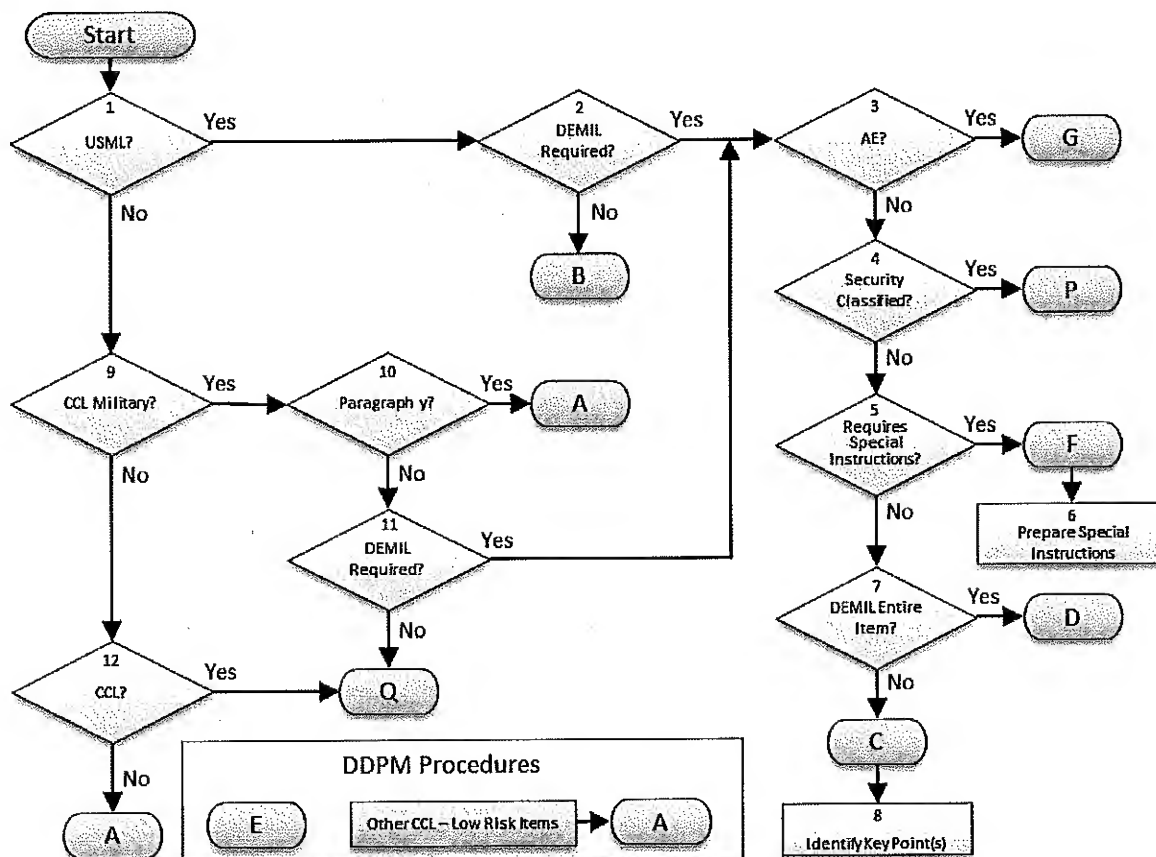 Start
1
USML?
Yes
2
DEMIL
Required?
Yes
3
AE?
Yes
G
No
No
No
B
4
Security
Classified?
Yes
P
No
9
CCL Military?
Yes
10
Paragraph y?
Yes
A
5
Requires
Special
Instructions?
Yes
F
No
No
No
6
Prepare Special
Instructions
11
DEMIL
Required?
Yes
7
DEMIL Entire
Item?
Yes
D
No
No
12
CCL?
Yes
Q
C
No
A
8
Identify Key Point(s)
DDPM Procedures
E
Other CCL – Low Risk Items
A